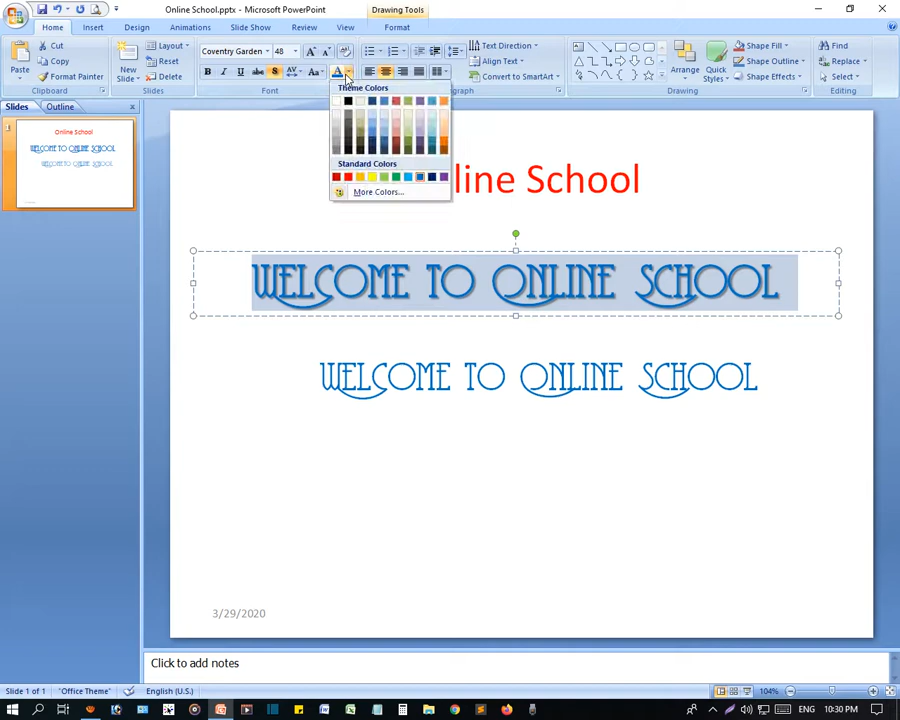 Online School.pptx - Microsoft PowerPoint
Drawing Tools
Home
Insert
Design
Animations
Slide Show
Review
View
Format
Paste
Cut
Copy
Format Painter
Clipboard
New
Slide
Layout
Reset
Delete
Slides
Coventry Garden
48
B I U abc S AV Aa A
Font
Text Direction
Align Text
Convert to SmartArt
Shape Fill
Shape Outline
Shape Effects
Arrange
Quick
Styles
Drawing
Find
Replace
Select
Editing
Theme Colors
Standard Colors
More Colors...
Slides
Outline
1
Online School
WELCOME TO ONLINE SCHOOL
WELCOME TO ONLINE SCHOOL
line School
WELCOME TO ONLINE SCHOOL
WELCOME TO ONLINE SCHOOL
3/29/2020
Click to add notes
Slide 1 of 1
"Office Theme"
English (U.S.)
104%
ENG
10:30 PM